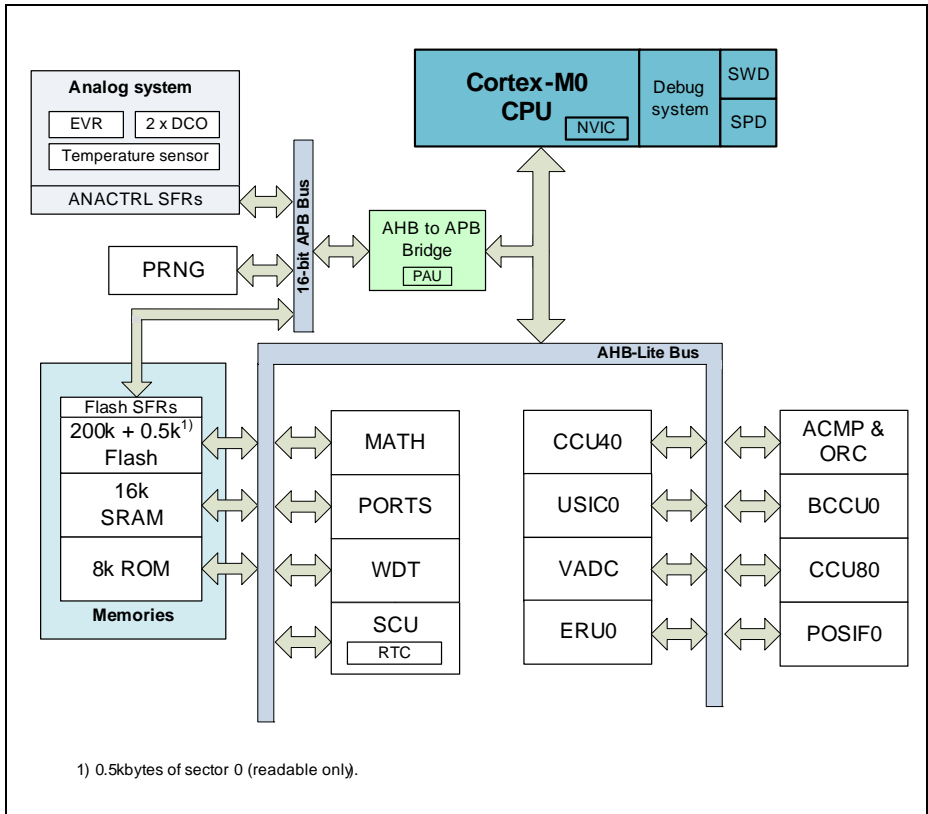 Analog system
EVR
2 x DCO
Temperature sensor
ANACTRL SFRs
Cortex-M0
CPU
NVIC
Debug
system
SWD
SPD
16-bit APB Bus
AHB to APB
Bridge
PAU
PRNG
AHB-Lite Bus
Flash SFRs
200k + 0.5k1)
Flash
16k
SRAM
8k ROM
Memories
MATH
PORTS
WDT
SCU
RTC
CCU40
USIC0
VADC
ERU0
ACMP &
ORC
BCCU0
CCU80
POSIF0
1) 0.5kbytes of sector 0 (readable only).